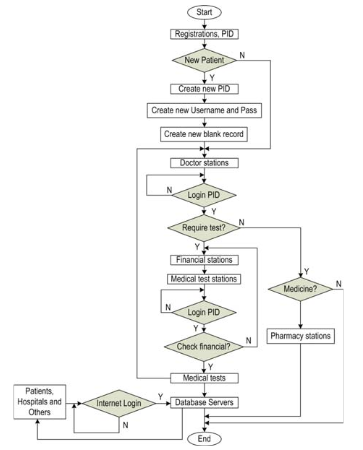 Start
Registrations, PID
New Patient
N
Y
Create new PID
Create new Username and Pass
Create new blank record
Doctor stations
N
Login PID
Y
Require test?
N
Y
Financial stations
Medical test stations
Y
Medicine?
N
N
Login PID
Y
Pharmacy stations
Check financial?
N
Y
Medical tests
Patients,
Hospitals and
Others
Internet Login
Y
N
Database Servers
End